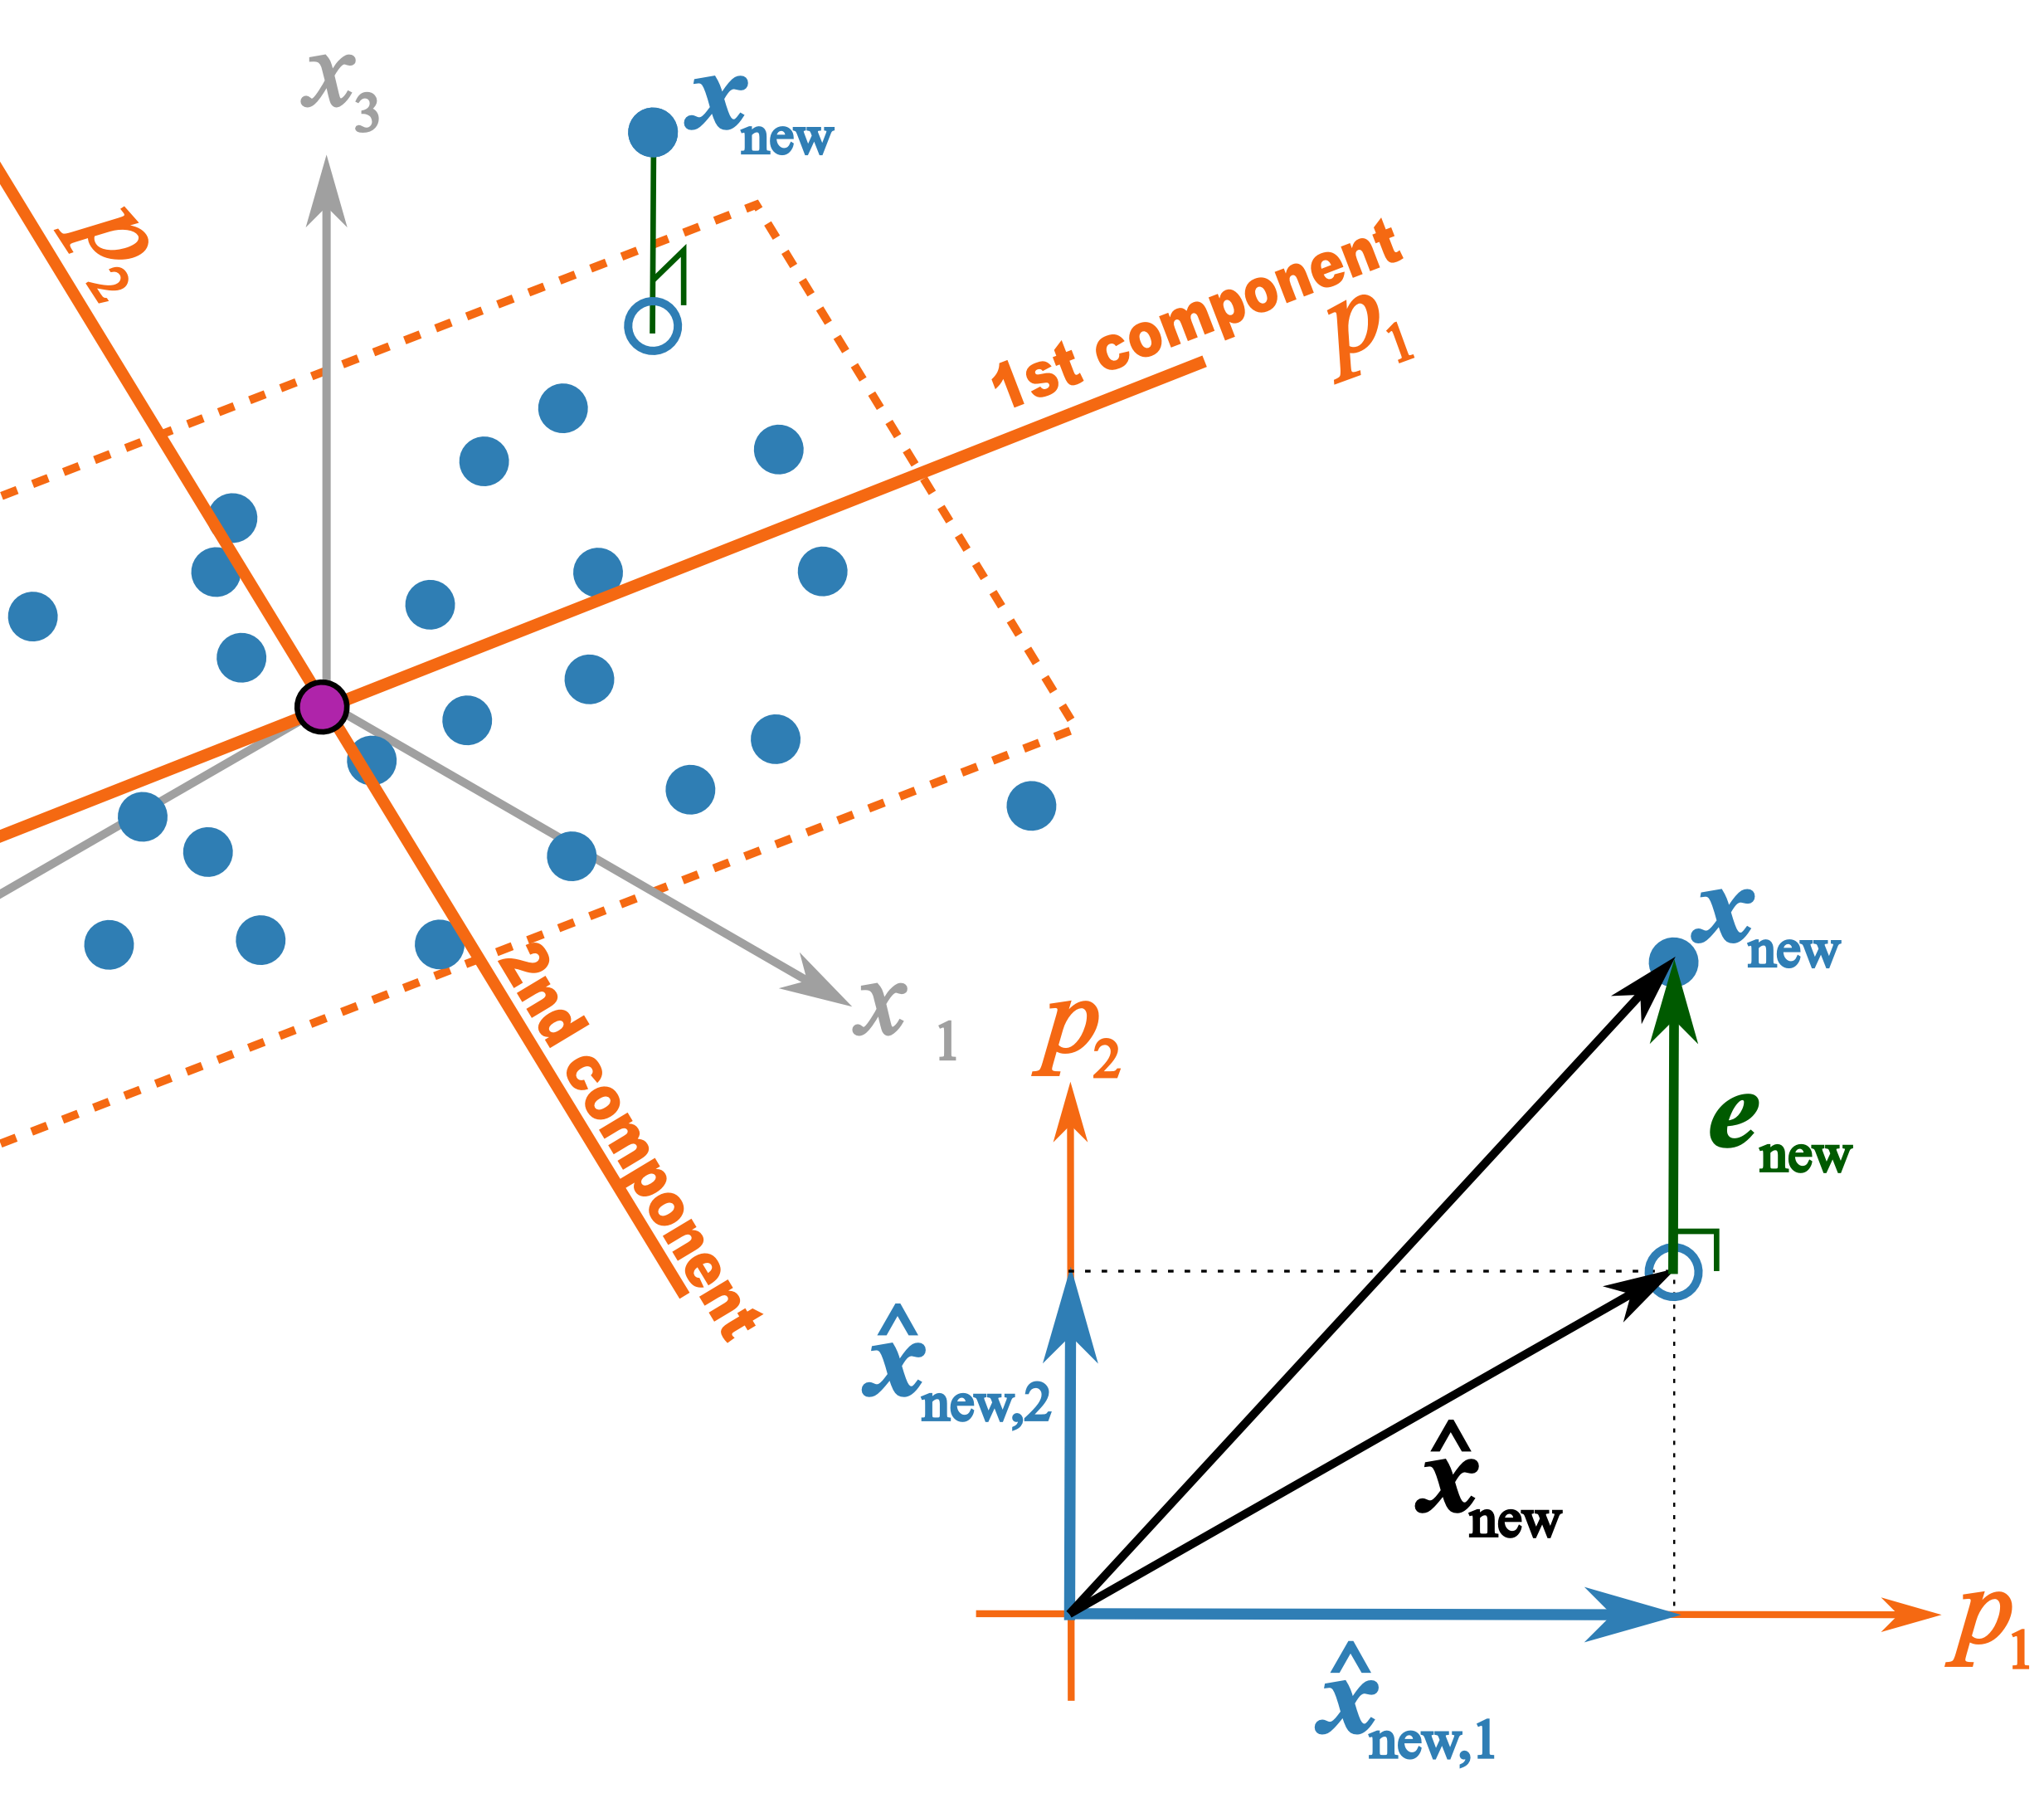 x3
xnew
p2
1st component
p1
x 1
2nd component
xnew
p2
enew
x̂new,2
x̂new
p1
x̂new,1